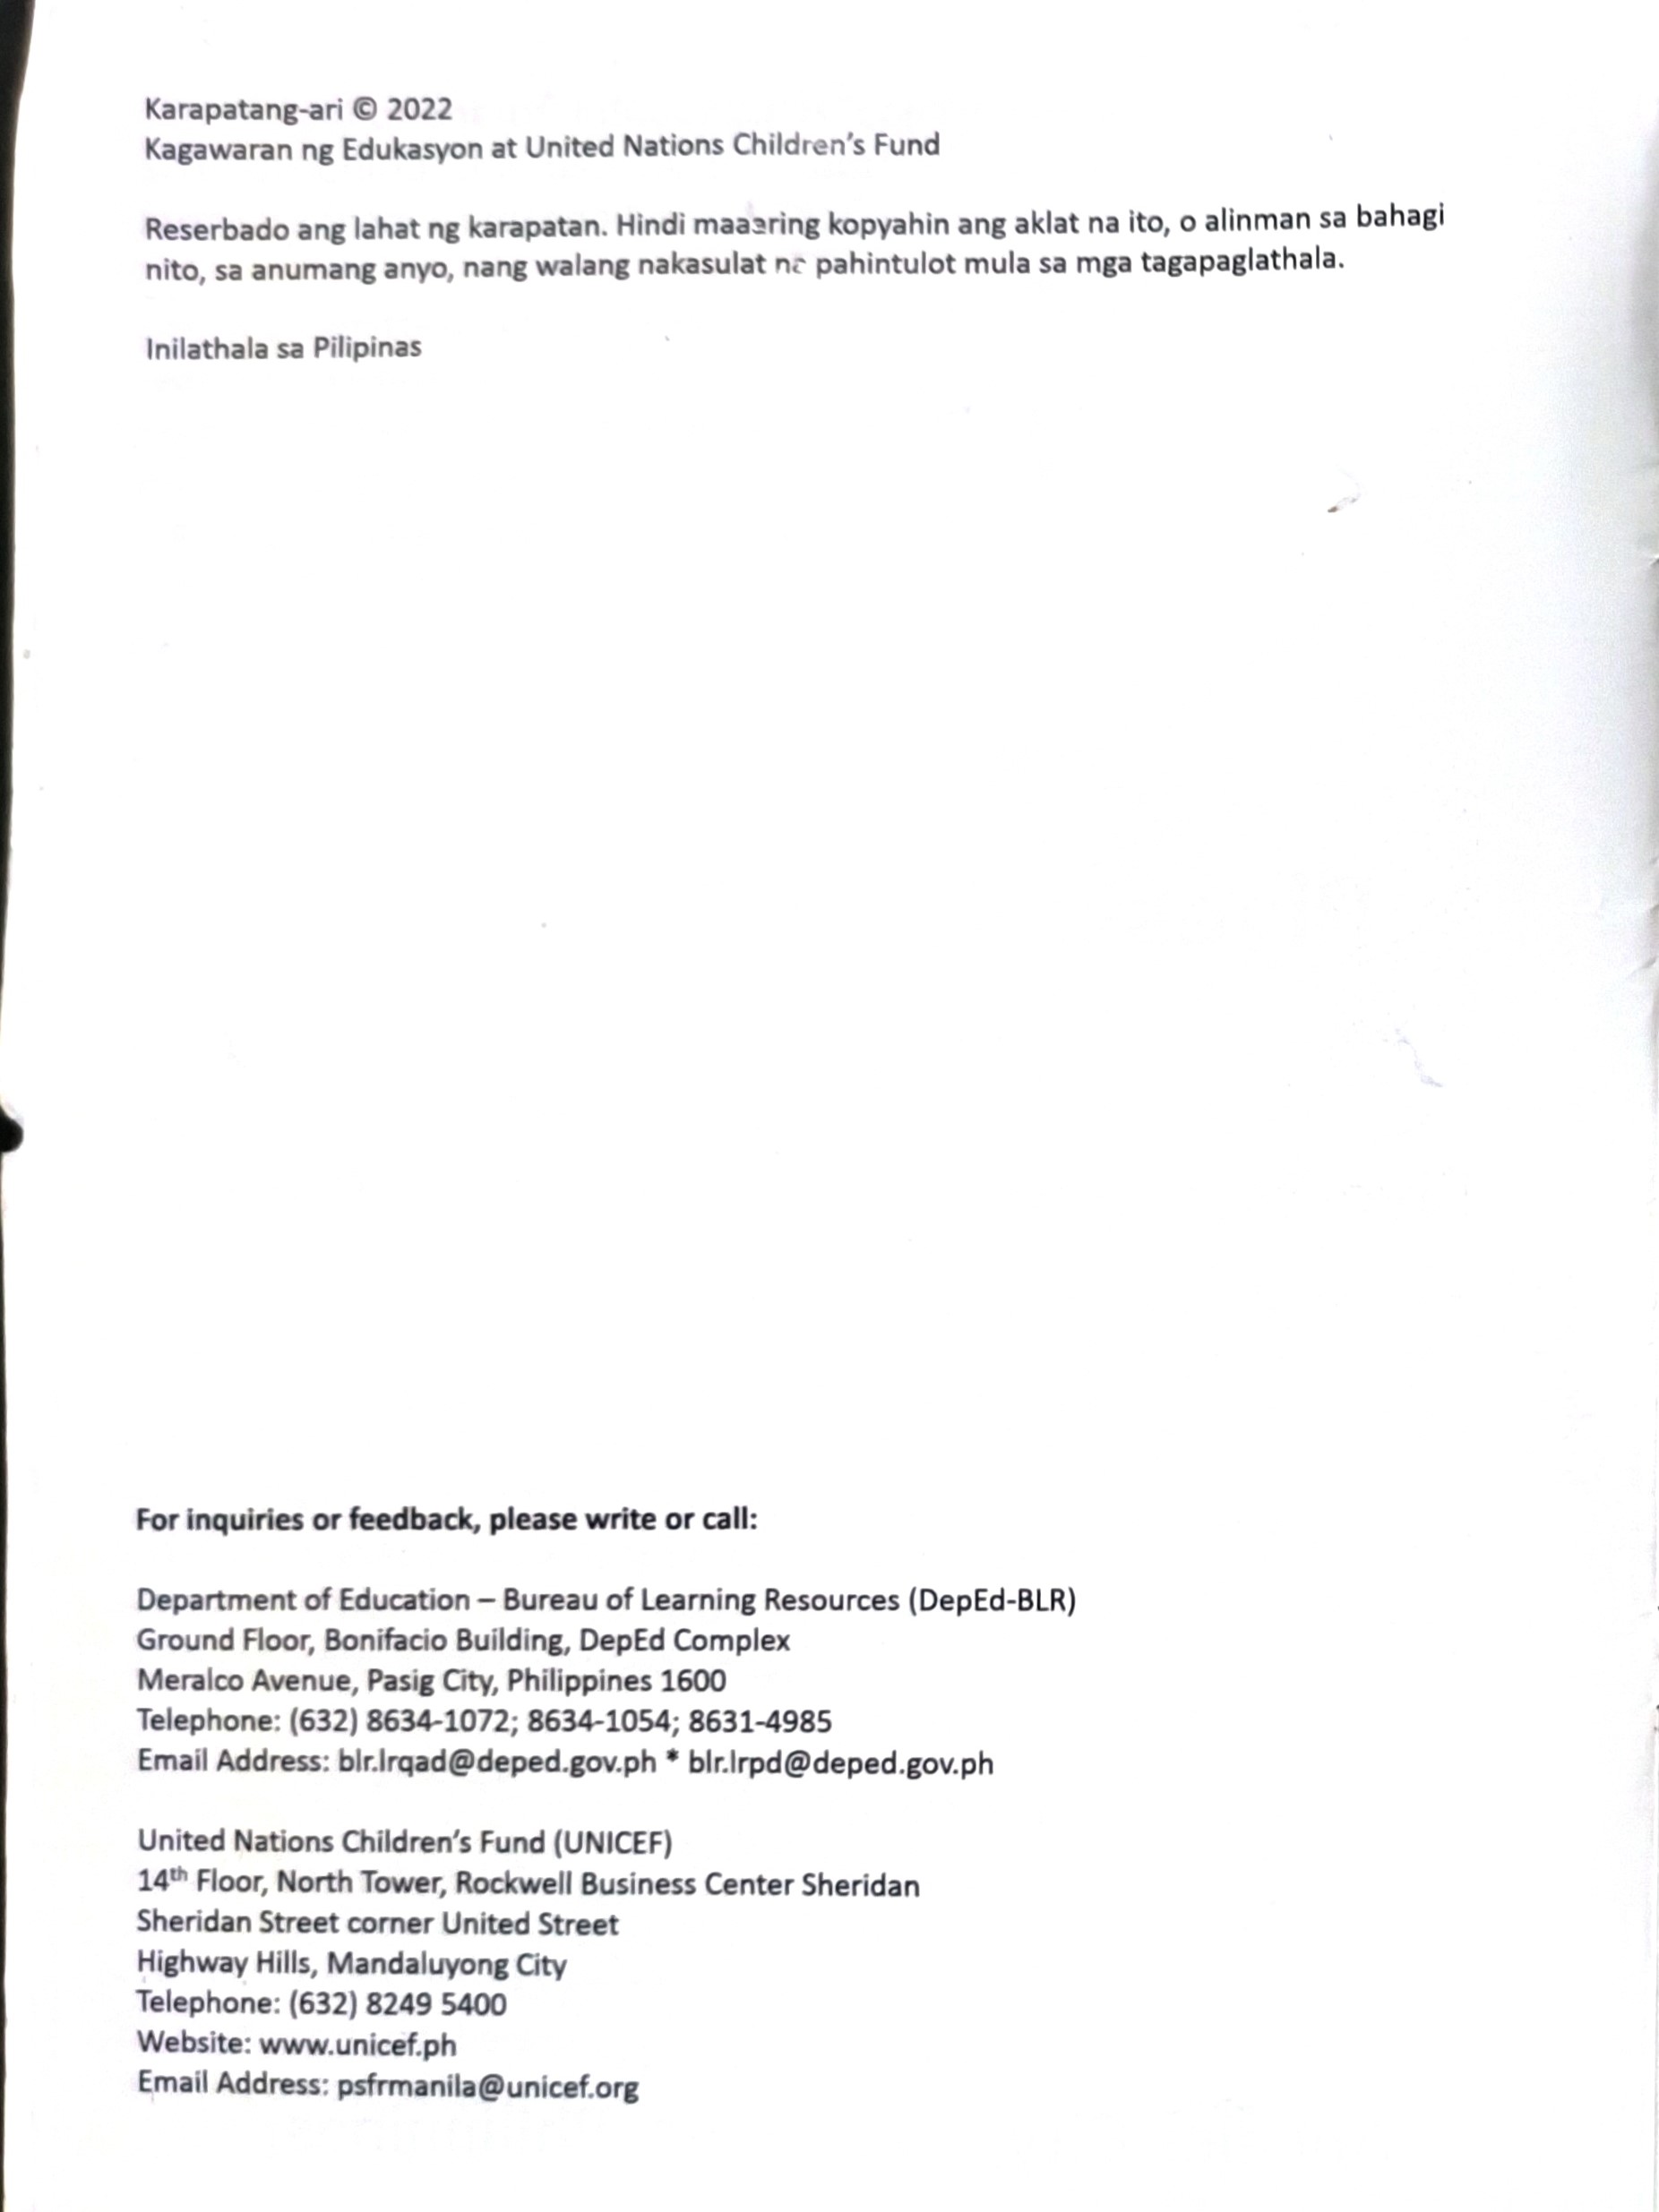 Karapatang-ari © 2022
Kagawaran ng Edukasyon at United Nations Children's Fund
Reserbado ang lahat ng karapatan. Hindi maaaring kopyahin ang aklat na ito, o alinman sa bahagi
nito, sa anumang anyo, nang walang nakasulat na pahintulot mula sa mga tagapaglathala.
Inilathala sa Pilipinas
For inquiries or feedback, please write or call:
Department of Education – Bureau of Learning Resources (DepEd-BLR)
Ground Floor, Bonifacio Building, DepEd Complex
Meralco Avenue, Pasig City, Philippines 1600
Telephone: (632) 8634-1072; 8634-1054; 8631-4985
Email Address: blr.lrqad@deped.gov.ph * blr.lrpd@deped.gov.ph
United Nations Children's Fund (UNICEF)
14th Floor, North Tower, Rockwell Business Center Sheridan
Sheridan Street corner United Street
Highway Hills, Mandaluyong City
Telephone: (632) 8249 5400
Website: www.unicef.ph
Email Address: psfrmanila@unicef.org